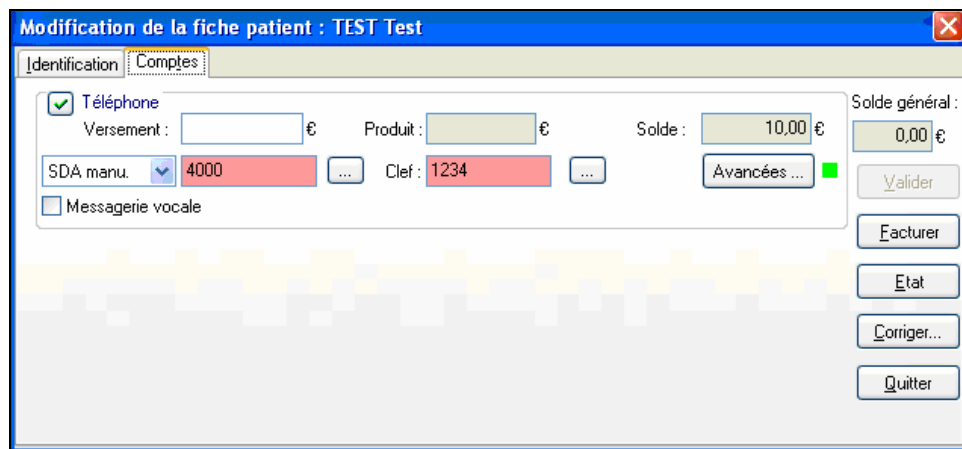 Modification de la fiche patient : TEST Test
Identification Comptes
Téléphone Solde général :
Versement : € Produit : € Solde : 10,00 € 0,00 €
SDA manu. 4000 ... Clef : 1234 ... Avancées ... Valider
Messagerie vocale
Facturer
Etat
Corriger...
Quitter